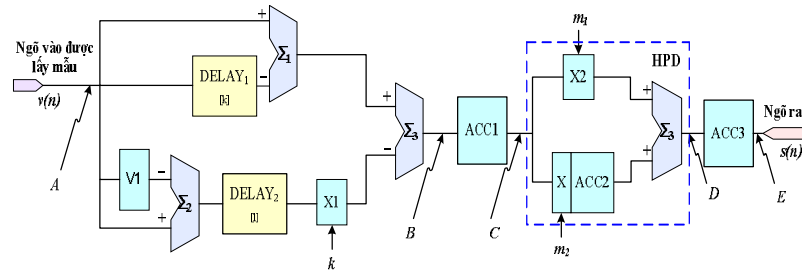 Ngõ vào được
lấy mẫu
v(n)
A
+
-
Σ1
DELAY1
[k]
V1
-
+
Σ2
DELAY2
[l]
X1
k
+
-
Σ3
B
ACC1
C
m1
X2
HPD
X
ACC2
m2
+
+
Σ3
D
ACC3
Ngõ ra
s(n)
E